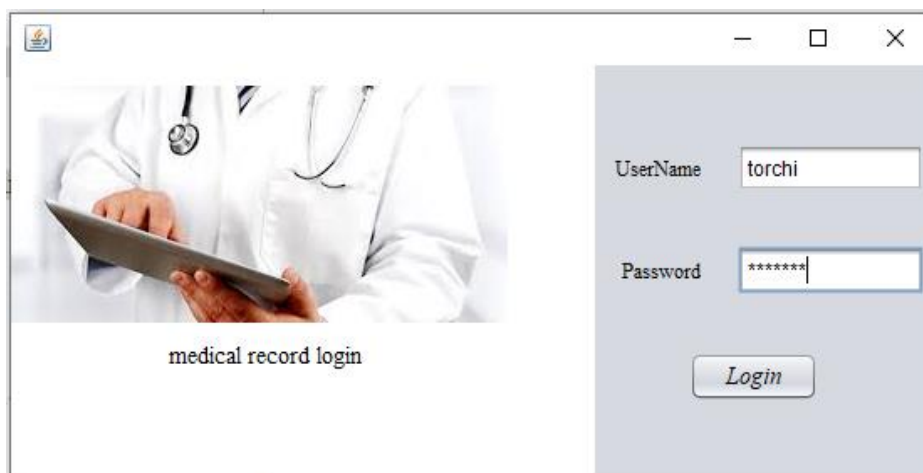 UserName
torchi
Password
*******
Login
medical record login